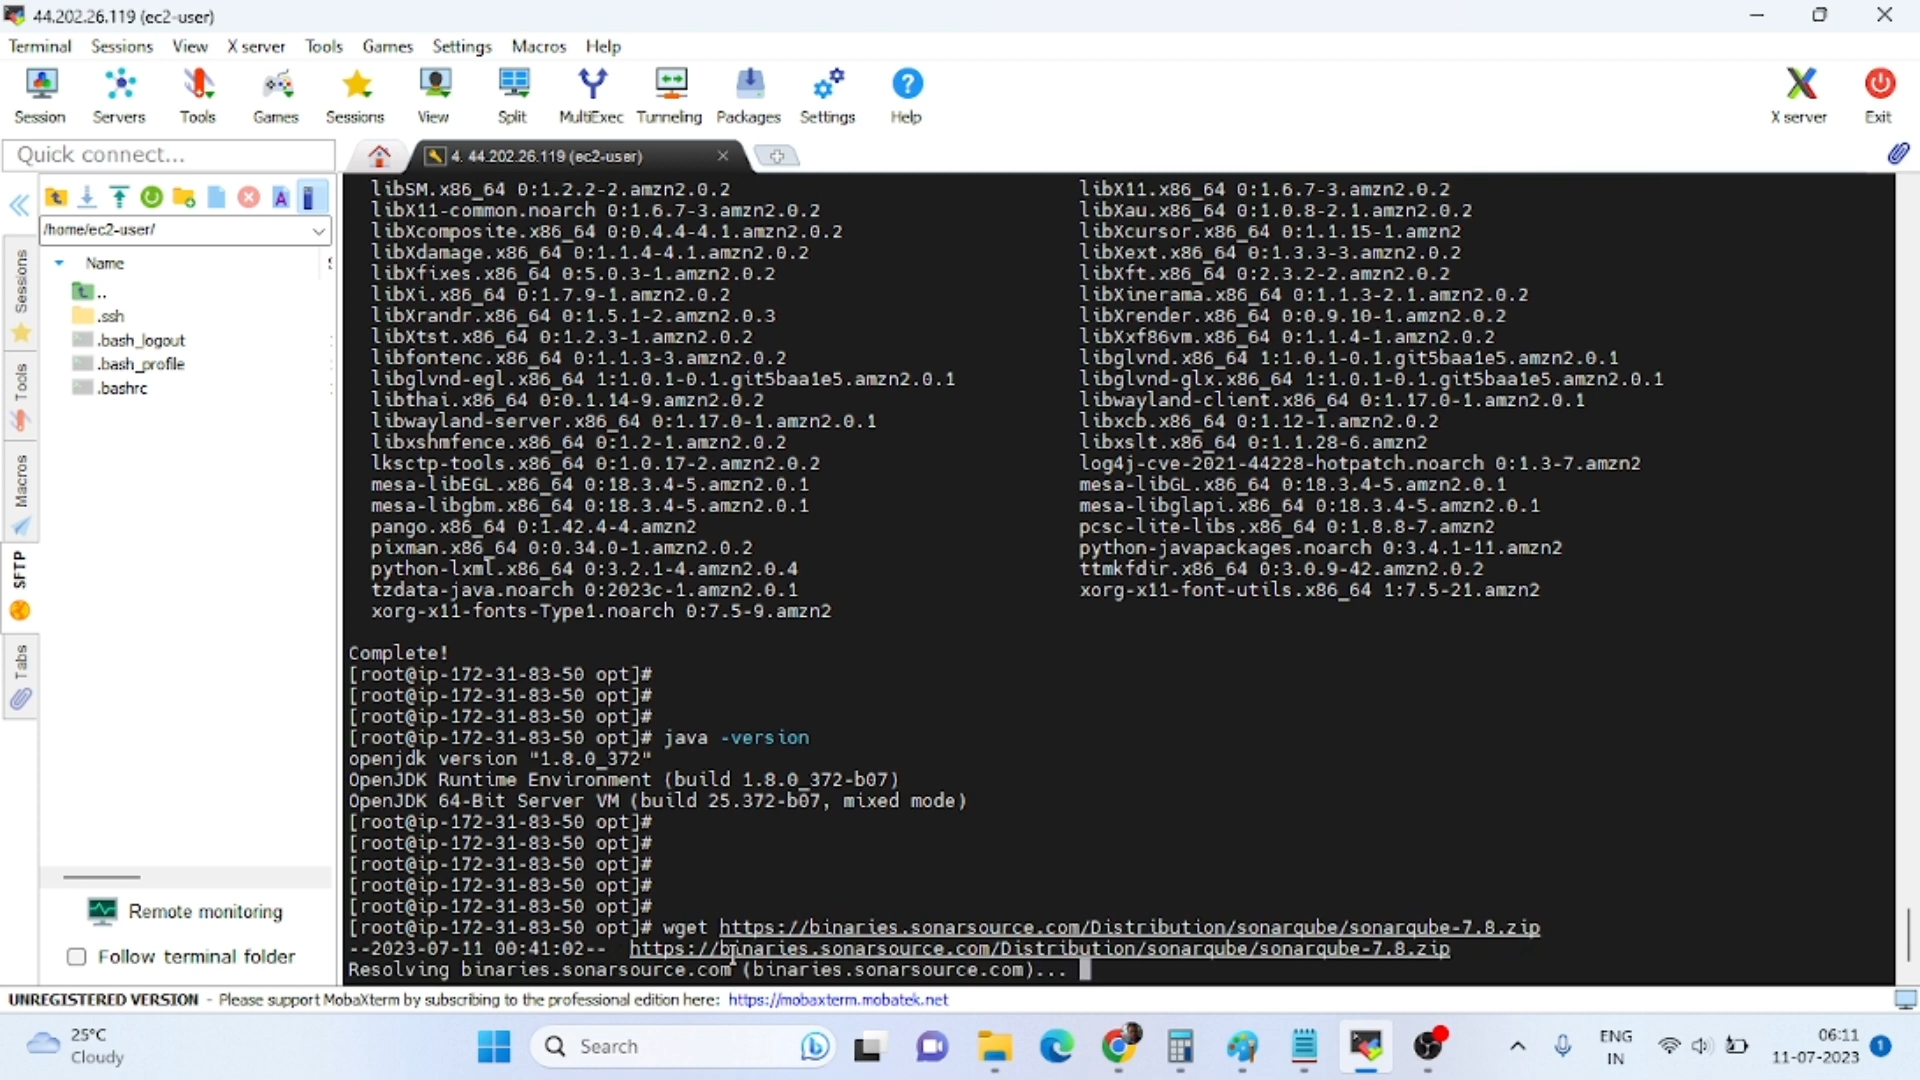 44.202.26.119 (ec2-user)
Terminal Sessions View X server Tools Games Settings Macros Help
Session Servers Tools Games Sessions View Split MultiExec Tunneling Packages Settings Help X server Exit
Quick connect...
4. 44.202.26.119 (ec2-user)
/home/ec2-user/
Name
..
.ssh
.bash_logout
.bash_profile
.bashrc
Sessions
Tools
Macros
SFTP
Tabs
Remote monitoring
Follow terminal folder
libSM.x86_64 0:1.2.2-2.amzn2.0.2 libX11.x86_64 0:1.6.7-3.amzn2.0.2
libX11-common.noarch 0:1.6.7-3.amzn2.0.2 libXau.x86_64 0:1.0.8-2.1.amzn2.0.2
libXcomposite.x86_64 0:0.4.4-4.1.amzn2.0.2 libXcursor.x86_64 0:1.1.15-1.amzn2
libXdamage.x86_64 0:1.1.4-4.1.amzn2.0.2 libXext.x86_64 0:1.3.3-3.amzn2.0.2
libXfixes.x86_64 0:5.0.3-1.amzn2.0.2 libXft.x86_64 0:2.3.2-2.amzn2.0.2
libXi.x86_64 0:1.7.9-1.amzn2.0.2 libXinerama.x86_64 0:1.1.3-2.1.amzn2.0.2
libXrandr.x86_64 0:1.5.1-2.amzn2.0.3 libXrender.x86_64 0:0.9.10-1.amzn2.0.2
libXtst.x86_64 0:1.2.3-1.amzn2.0.2 libXxf86vm.x86_64 0:1.1.4-1.amzn2.0.2
libfontenc.x86_64 0:1.1.3-3.amzn2.0.2 libglvnd.x86_64 1:1.0.1-0.1.git5baa1e5.amzn2.0.1
libglvnd-egl.x86_64 1:1.0.1-0.1.git5baa1e5.amzn2.0.1 libglvnd-glx.x86_64 1:1.0.1-0.1.git5baa1e5.amzn2.0.1
libthai.x86_64 0:0.1.14-9.amzn2.0.2 libwayland-client.x86_64 0:1.17.0-1.amzn2.0.1
libwayland-server.x86_64 0:1.17.0-1.amzn2.0.1 libxcb.x86_64 0:1.12-1.amzn2.0.2
libxshmfence.x86_64 0:1.2-1.amzn2.0.2 libxslt.x86_64 0:1.1.28-6.amzn2
lksctp-tools.x86_64 0:1.0.17-2.amzn2.0.2 log4j-cve-2021-44228-hotpatch.noarch 0:1.3-7.amzn2
mesa-libEGL.x86_64 0:18.3.4-5.amzn2.0.1 mesa-libGL.x86_64 0:18.3.4-5.amzn2.0.1
mesa-libgbm.x86_64 0:18.3.4-5.amzn2.0.1 mesa-libglapi.x86_64 0:18.3.4-5.amzn2.0.1
pango.x86_64 0:1.42.4-4.amzn2 pcsc-lite-libs.x86_64 0:1.8.8-7.amzn2
pixman.x86_64 0:0.34.0-1.amzn2.0.2 python-javapackages.noarch 0:3.4.1-11.amzn2
python-lxml.x86_64 0:3.2.1-4.amzn2.0.4 ttmkfdir.x86_64 0:3.0.9-42.amzn2.0.2
tzdata-java.noarch 0:2023c-1.amzn2.0.1 xorg-x11-font-utils.x86_64 1:7.5-21.amzn2
xorg-x11-fonts-Type1.noarch 0:7.5-9.amzn2
Complete!
[root@ip-172-31-83-50 opt]#
[root@ip-172-31-83-50 opt]#
[root@ip-172-31-83-50 opt]#
[root@ip-172-31-83-50 opt]# java -version
openjdk version "1.8.0_372"
OpenJDK Runtime Environment (build 1.8.0_372-b07)
OpenJDK 64-Bit Server VM (build 25.372-b07, mixed mode)
[root@ip-172-31-83-50 opt]#
[root@ip-172-31-83-50 opt]#
[root@ip-172-31-83-50 opt]#
[root@ip-172-31-83-50 opt]#
[root@ip-172-31-83-50 opt]#
[root@ip-172-31-83-50 opt]# wget https://binaries.sonarsource.com/Distribution/sonarqube/sonarqube-7.8.zip
--2023-07-11 00:41:02-- https://binaries.sonarsource.com/Distribution/sonarqube/sonarqube-7.8.zip
Resolving binaries.sonarsource.com (binaries.sonarsource.com)...
UNREGISTERED VERSION - Please support MobaXterm by subscribing to the professional edition here: https://mobaxterm.mobatek.net
25°C
Cloudy
Search
ENG
IN
06:11
11-07-2023
1